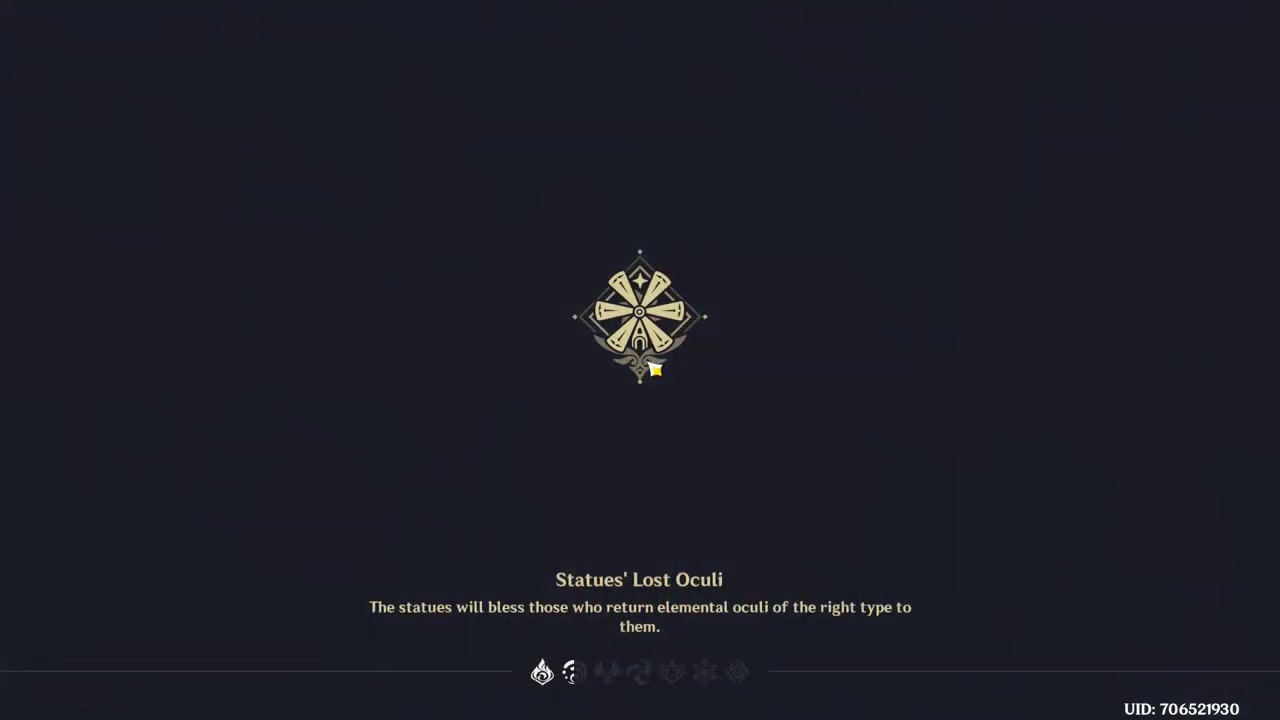 Statues' Lost Oculi
The statues will bless those who return elemental oculi of the right type to
them.
UID: 706521930